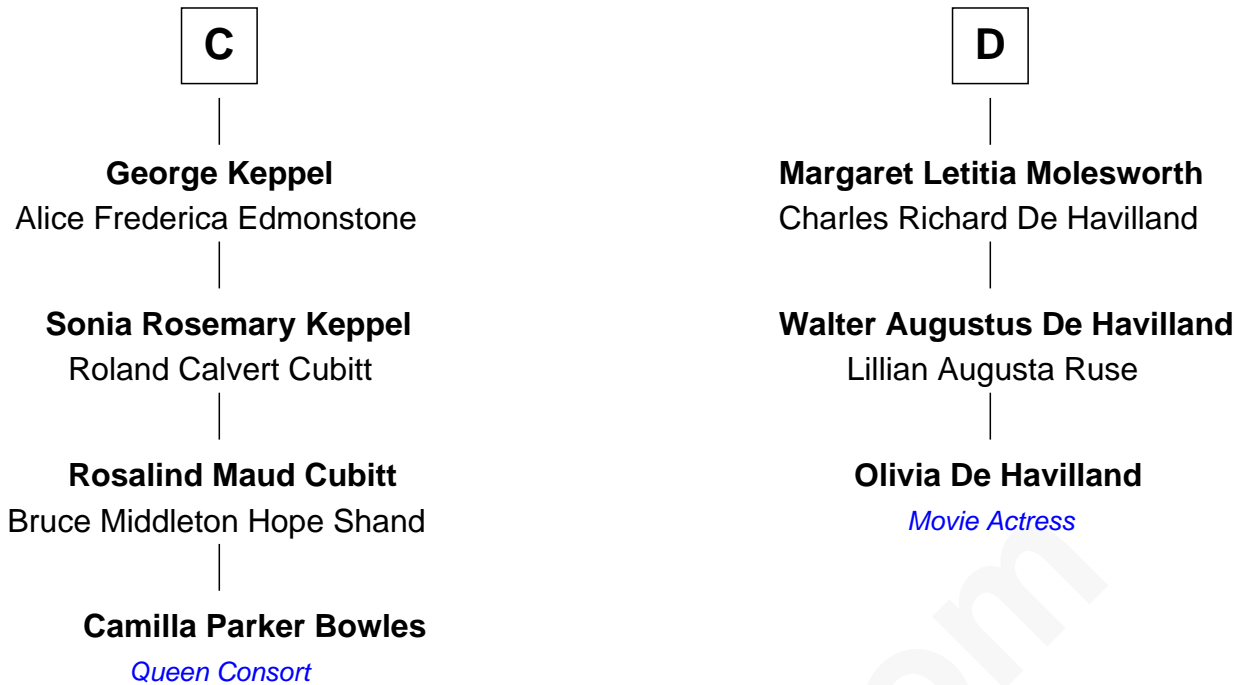 C
George Keppel
Alice Frederica Edmonstone
Sonia Rosemary Keppel
Roland Calvert Cubitt
Rosalind Maud Cubitt
Bruce Middleton Hope Shand
Camilla Parker Bowles
Queen Consort
D
Margaret Letitia Molesworth
Charles Richard De Havilland
Walter Augustus De Havilland
Lillian Augusta Ruse
Olivia De Havilland
Movie Actress
om